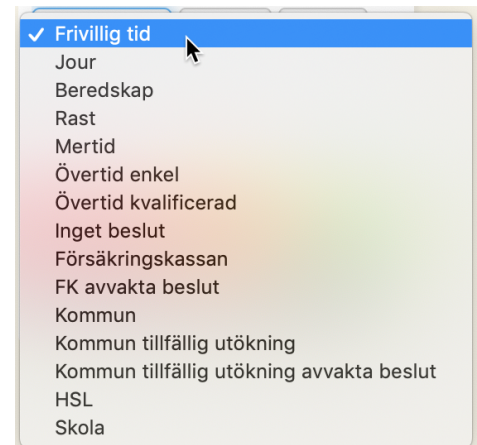 Frivillig tid
Jour
Beredskap
Rast
Mertid
Övertid enkel
Övertid kvalificerad
Inget beslut
Försäkringskassan
FK avvakta beslut
Kommun
Kommun tillfällig utökning
Kommun tillfällig utökning avvakta beslut
HSL
Skola